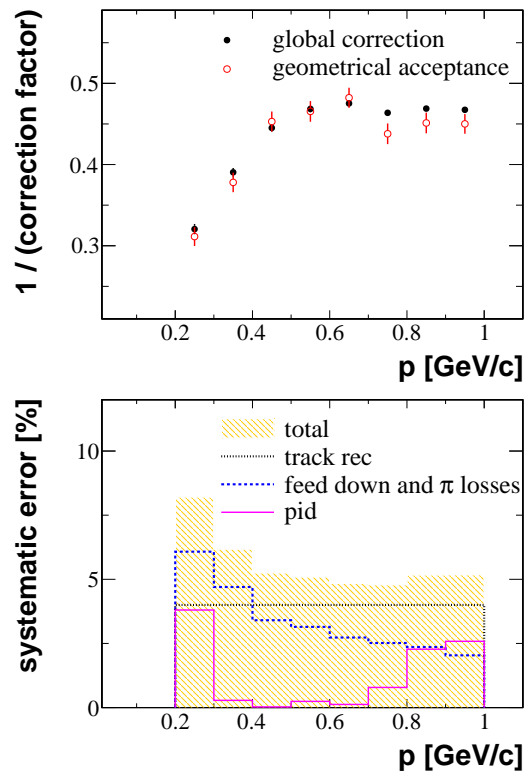 global correction
geometrical acceptance
1 / (correction factor)
0.5
0.4
0.3
0.2 0.4 0.6 0.8 1
p [GeV/c]
systematic error [%]
10
5
0
total
track rec
feed down and π losses
pid
0.2 0.4 0.6 0.8 1
p [GeV/c]